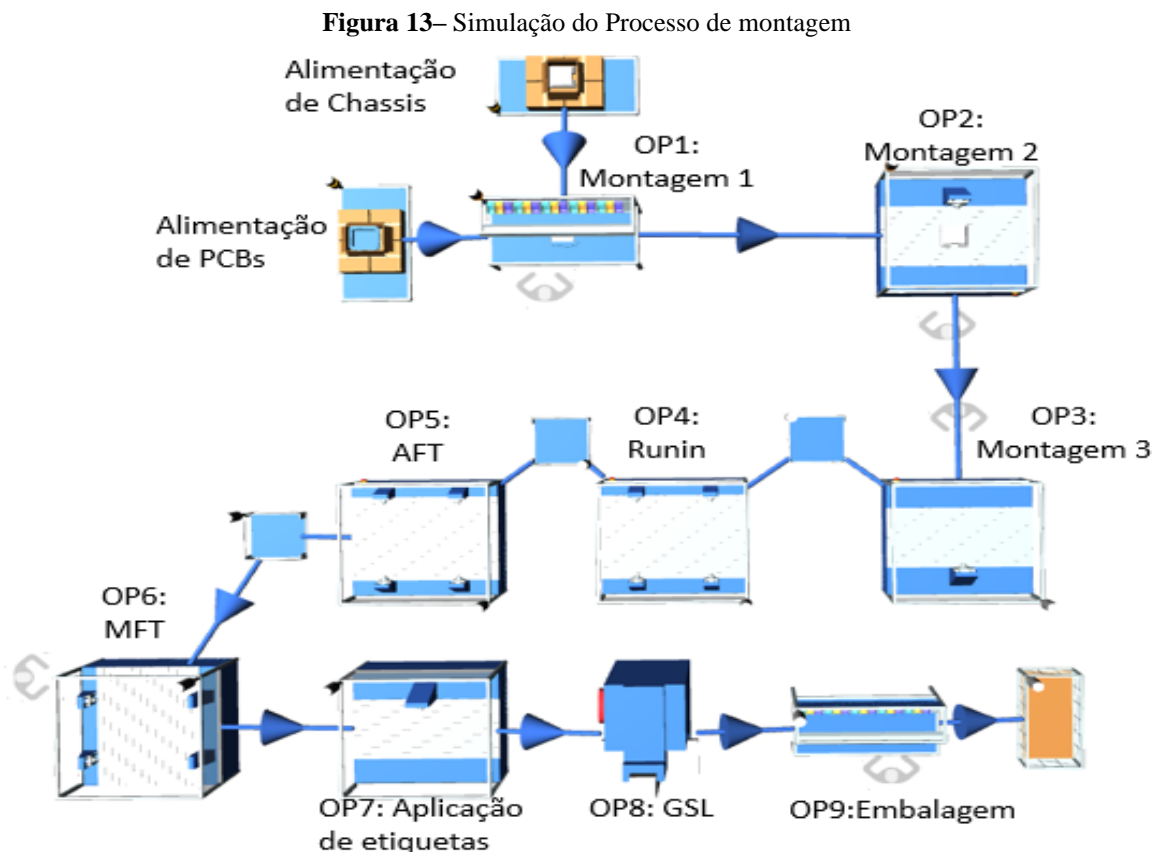 Figura 13– Simulação do Processo de montagem
Alimentação
de Chassis
OP1:
Montagem 1
OP2:
Montagem 2
Alimentação
de PCBs
OP5:
AFT
OP4:
Runin
OP3:
Montagem 3
OP6:
MFT
OP7: Aplicação
de etiquetas
OP8: GSL
OP9:Embalagem